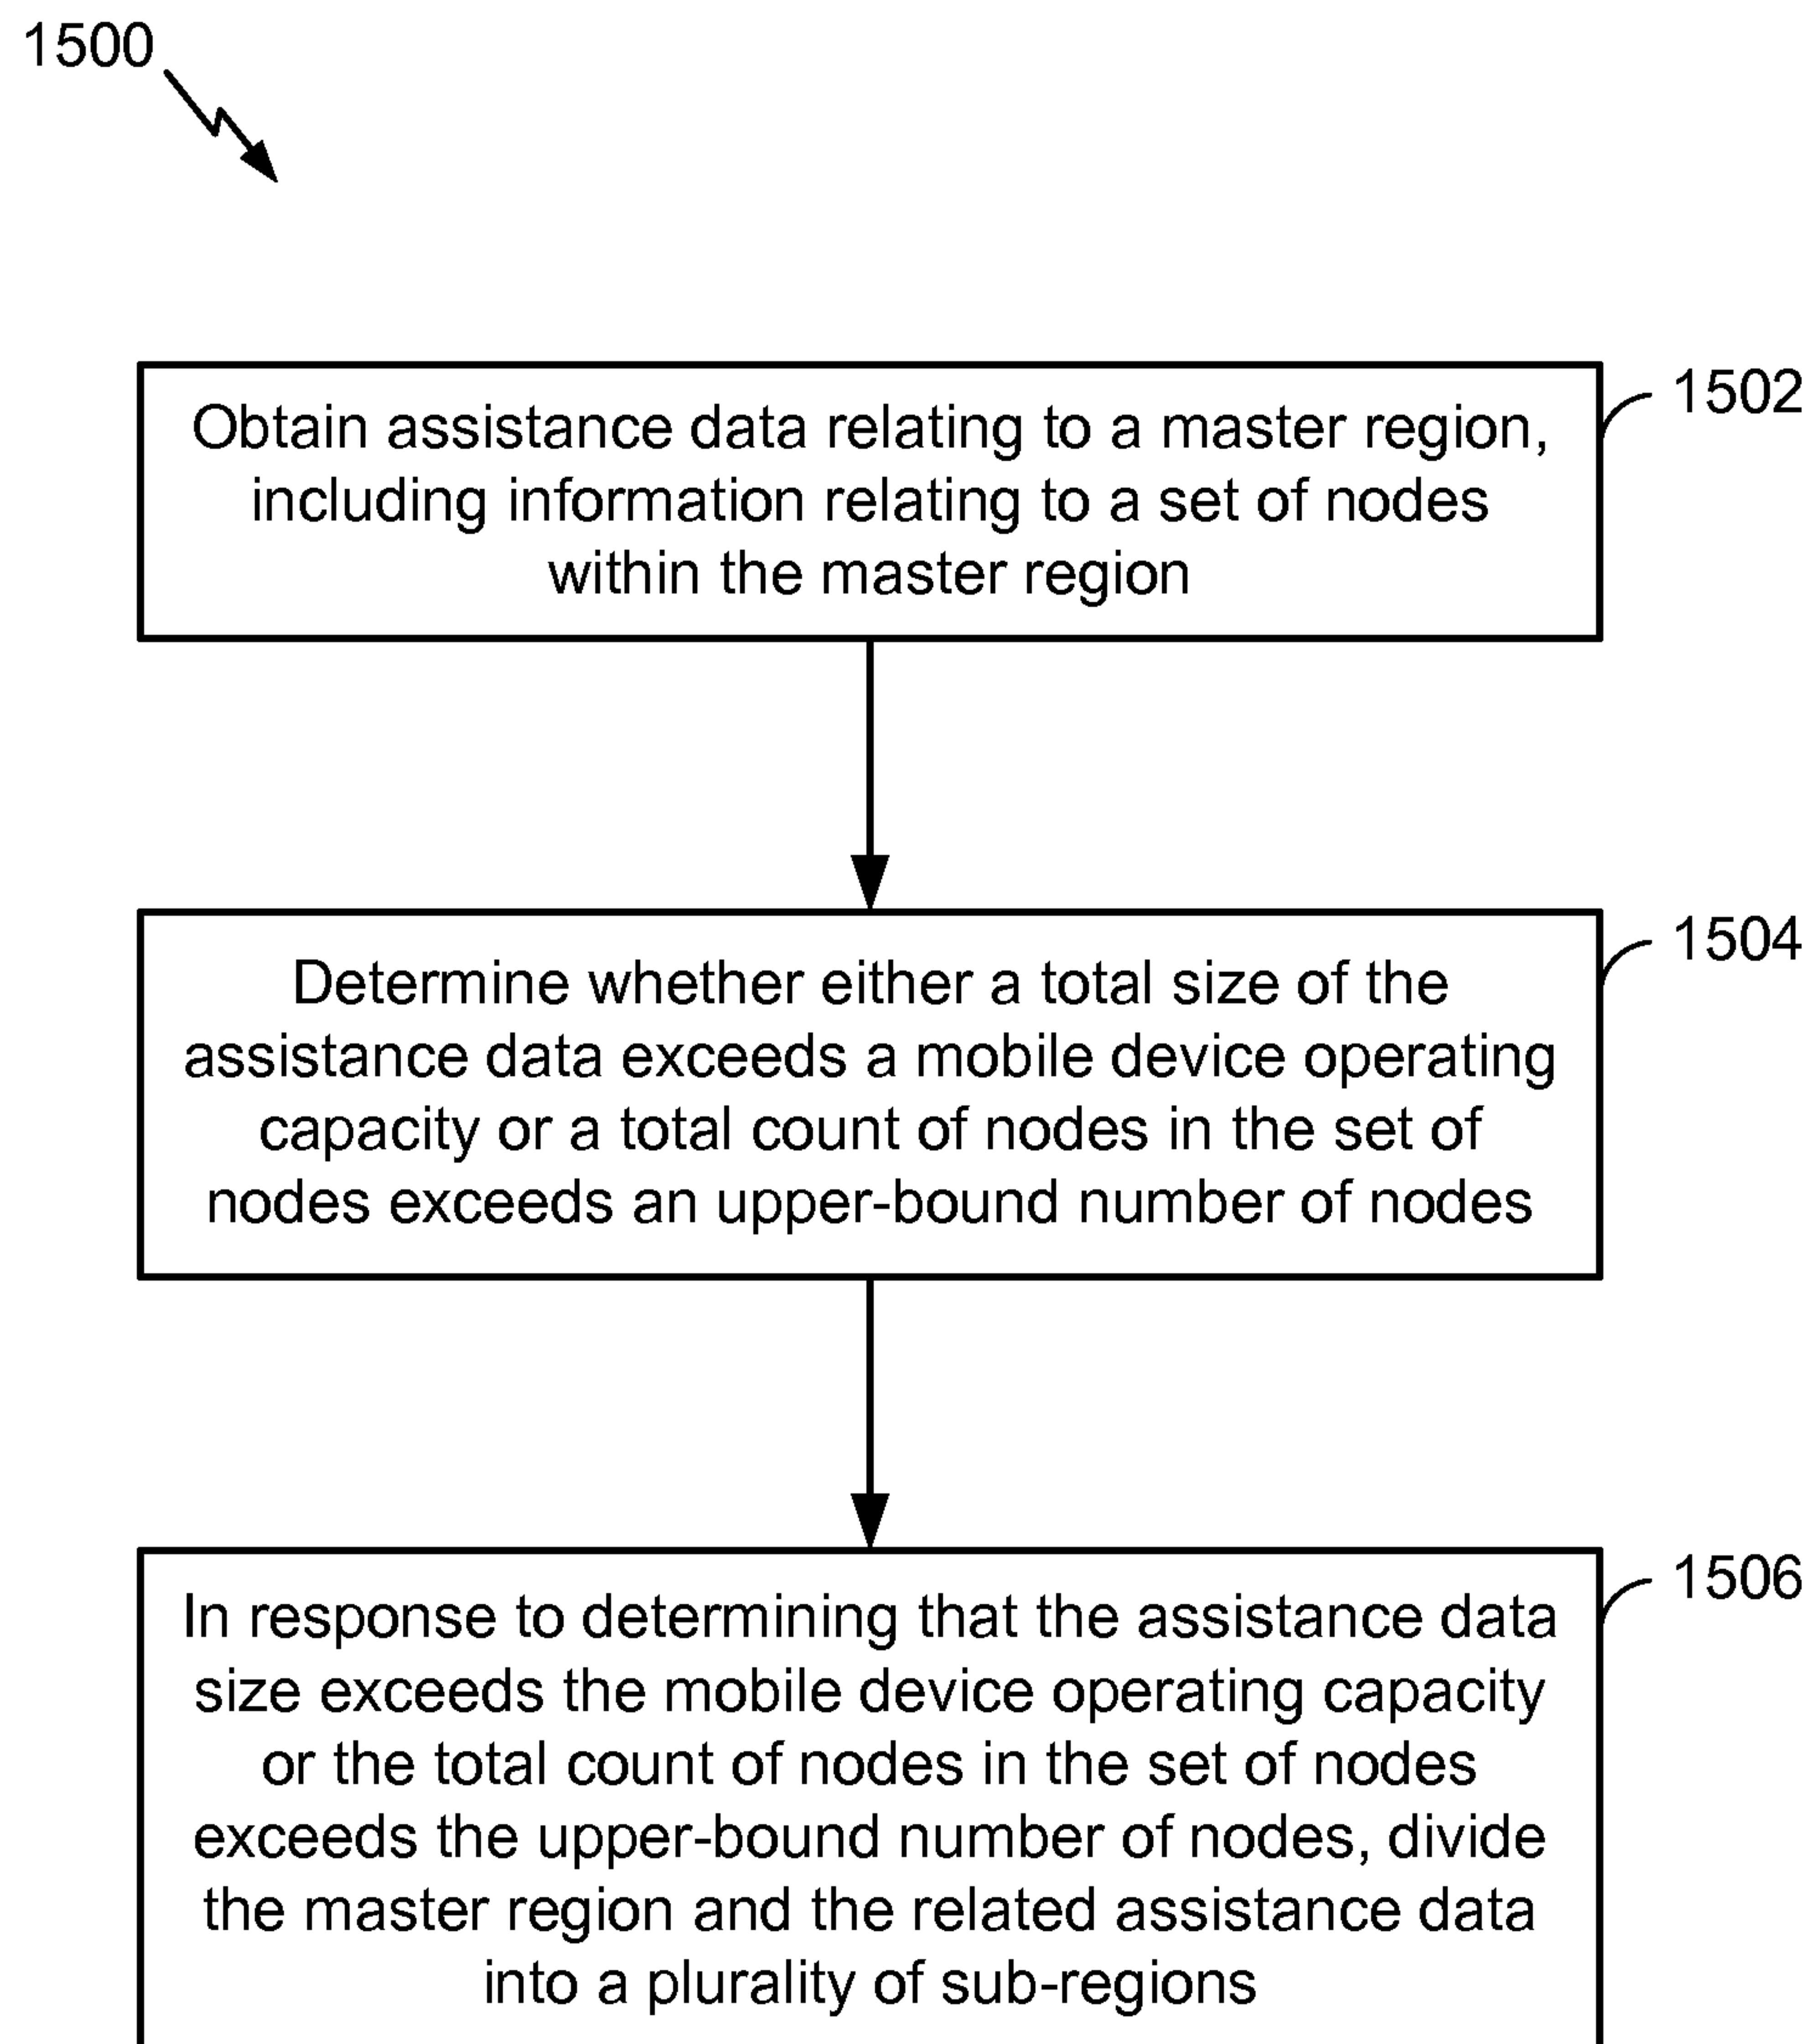 1500
Obtain assistance data relating to a master region,
including information relating to a set of nodes
within the master region
1502
Determine whether either a total size of the
assistance data exceeds a mobile device operating
capacity or a total count of nodes in the set of
nodes exceeds an upper-bound number of nodes
1504
In response to determining that the assistance data
size exceeds the mobile device operating capacity
or the total count of nodes in the set of nodes
exceeds the upper-bound number of nodes, divide
the master region and the related assistance data
into a plurality of sub-regions
1506